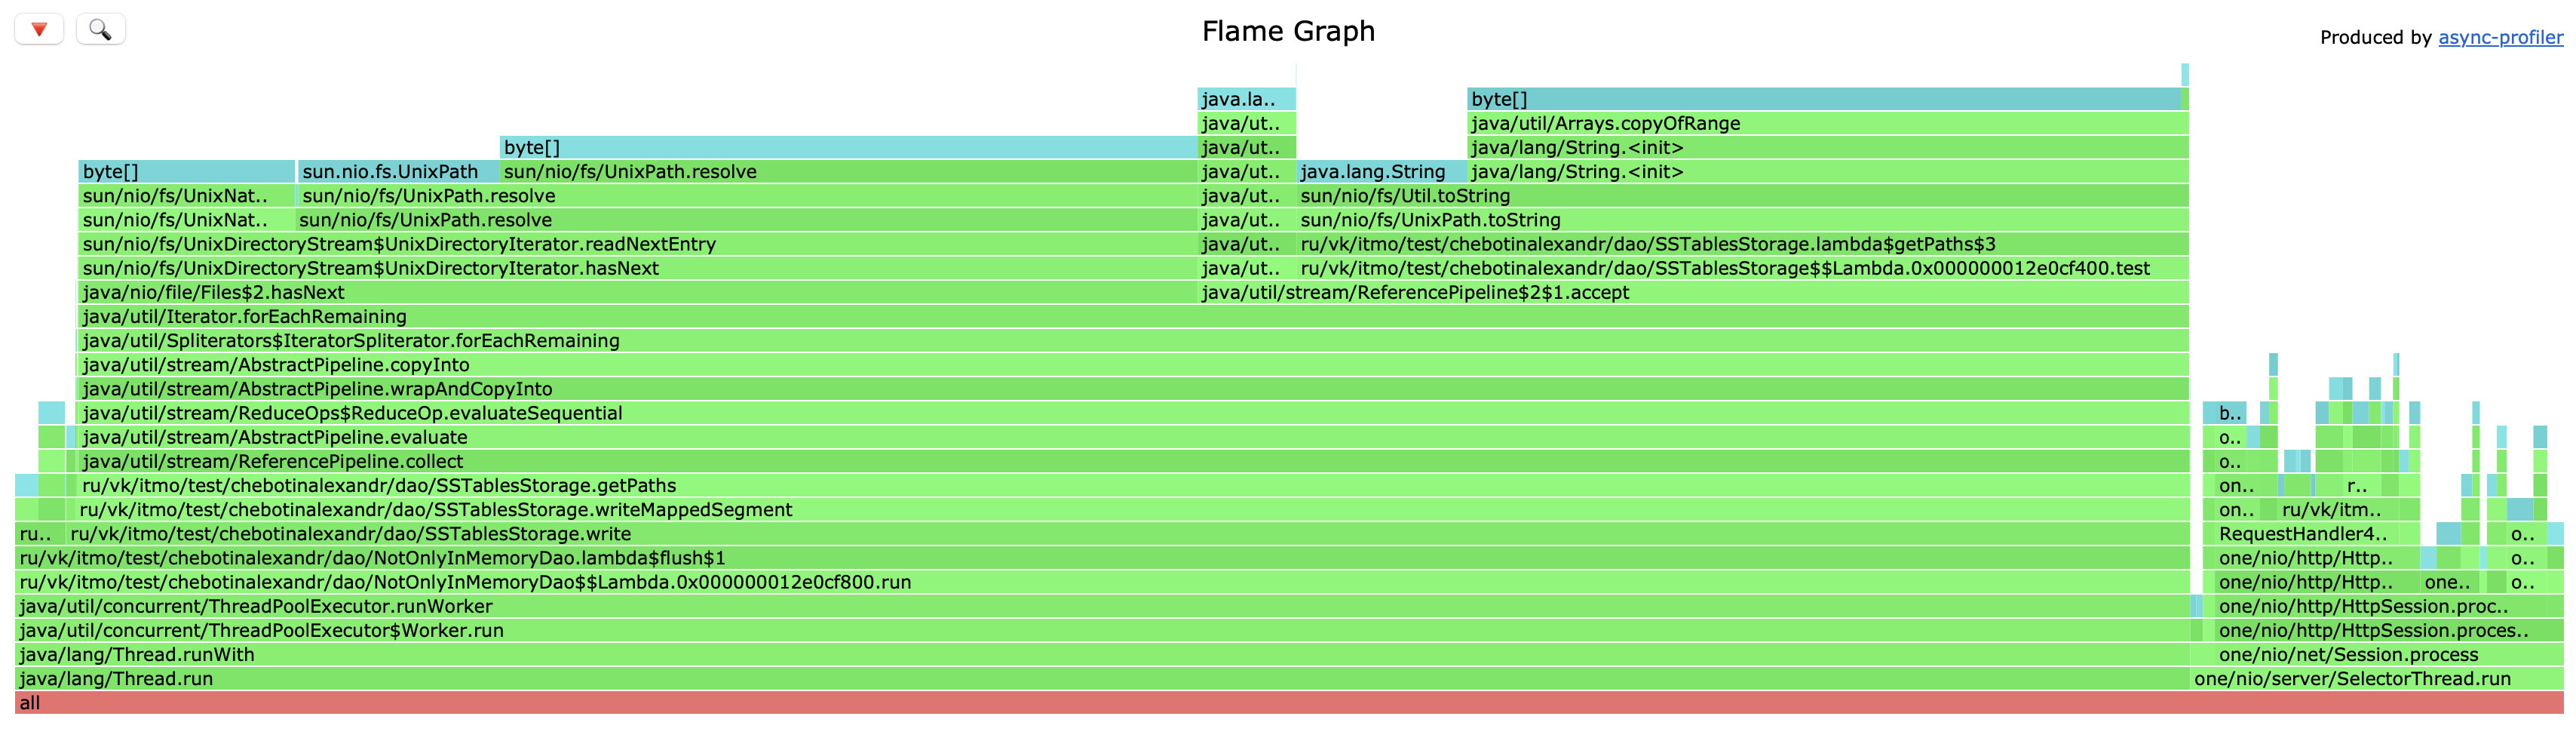 Flame Graph
Produced by async-profiler
java.la..
byte[]
java/ut..
java/util/Arrays.copyOfRange
byte[]
java/ut..
java/lang/String.<init>
byte[]
sun.nio.fs.UnixPath
sun/nio/fs/UnixPath.resolve
java/ut..
java.lang.String
java/lang/String.<init>
sun/nio/fs/UnixNat..
sun/nio/fs/UnixPath.resolve
java/ut..
sun/nio/fs/Util.toString
sun/nio/fs/UnixNat..
sun/nio/fs/UnixPath.resolve
java/ut..
sun/nio/fs/UnixPath.toString
sun/nio/fs/UnixDirectoryStream$UnixDirectoryIterator.readNextEntry
java/ut..
ru/vk/itmo/test/chebotinalexandr/dao/SSTablesStorage.lambda$getPaths$3
sun/nio/fs/UnixDirectoryStream$UnixDirectoryIterator.hasNext
java/ut..
ru/vk/itmo/test/chebotinalexandr/dao/SSTablesStorage$$Lambda.0x000000012e0cf400.test
java/nio/file/Files$2.hasNext
java/util/stream/ReferencePipeline$2$1.accept
java/util/Iterator.forEachRemaining
java/util/Spliterators$IteratorSpliterator.forEachRemaining
java/util/stream/AbstractPipeline.copyInto
java/util/stream/AbstractPipeline.wrapAndCopyInto
java/util/stream/ReduceOps$ReduceOp.evaluateSequential
b..
java/util/stream/AbstractPipeline.evaluate
o..
java/util/stream/ReferencePipeline.collect
o..
ru/vk/itmo/test/chebotinalexandr/dao/SSTablesStorage.getPaths
on..
r..
ru/vk/itmo/test/chebotinalexandr/dao/SSTablesStorage.writeMappedSegment
on..
ru/vk/itm..
ru..
ru/vk/itmo/test/chebotinalexandr/dao/SSTablesStorage.write
RequestHandler4..
o..
ru/vk/itmo/test/chebotinalexandr/dao/NotOnlyInMemoryDao.lambda$flush$1
one/nio/http/Http..
o..
ru/vk/itmo/test/chebotinalexandr/dao/NotOnlyInMemoryDao$$Lambda.0x000000012e0cf800.run
one/nio/http/Http..
one..
o..
java/util/concurrent/ThreadPoolExecutor.runWorker
one/nio/http/HttpSession.proc..
java/util/concurrent/ThreadPoolExecutor$Worker.run
one/nio/http/HttpSession.proces..
java/lang/Thread.runWith
one/nio/net/Session.process
java/lang/Thread.run
one/nio/server/SelectorThread.run
all